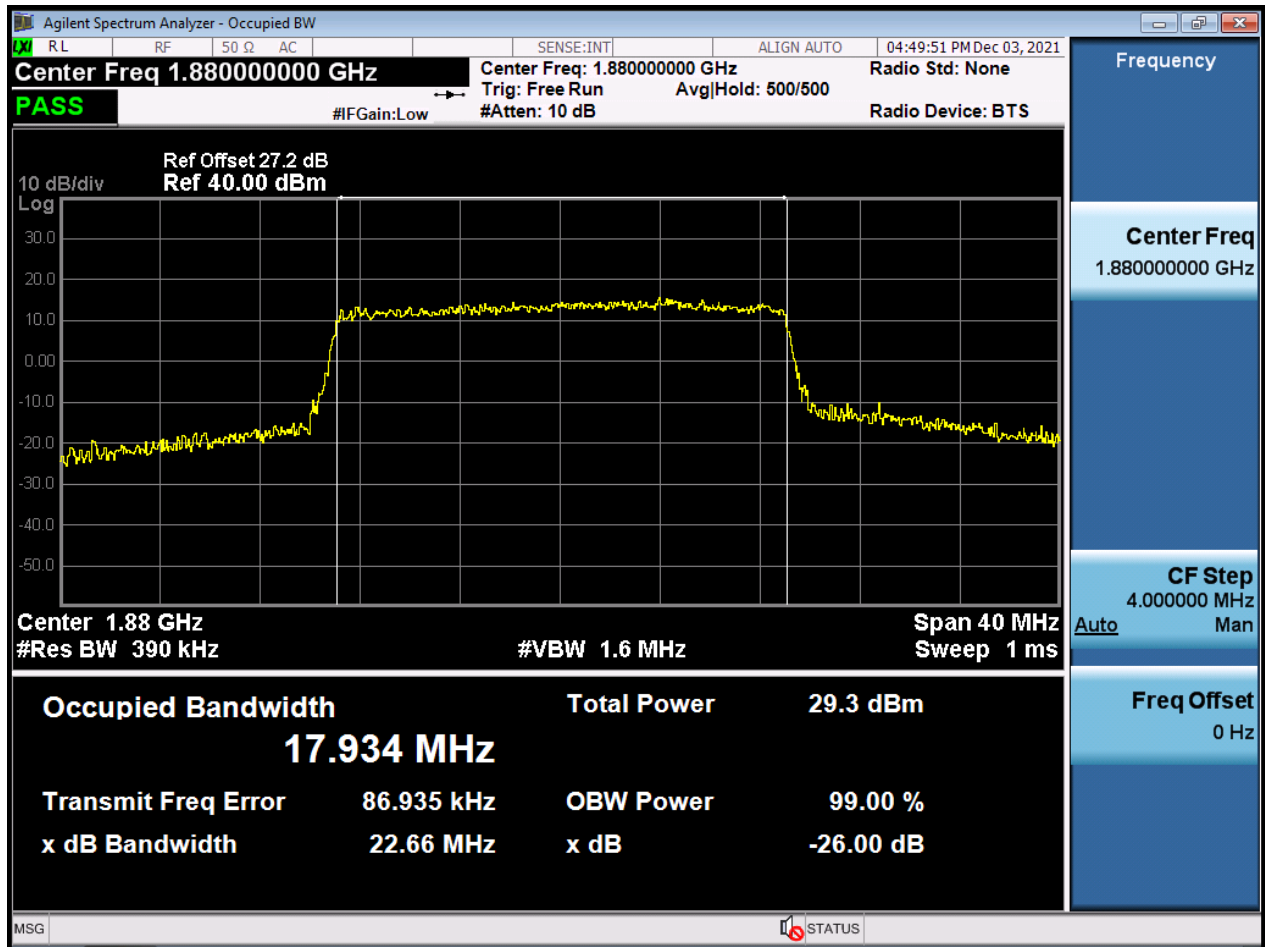 Agilent Spectrum Analyzer - Occupied BW
LXI RL RF 50 Ω AC SENSE:INT ALIGN AUTO 04:49:51 PM Dec 03, 2021
Center Freq 1.880000000 GHz
PASS
#IFGain:Low
Center Freq: 1.880000000 GHz Radio Std: None
Trig: Free Run Avg|Hold: 500/500
#Atten: 10 dB Radio Device: BTS
Ref Offset 27.2 dB
10 dB/div Ref 40.00 dBm
Log
30.0
20.0
10.0
0.00
-10.0
-20.0
-30.0
-40.0
-50.0
Center 1.88 GHz Span 40 MHz
#Res BW 390 kHz #VBW 1.6 MHz Sweep 1 ms
Occupied Bandwidth Total Power 29.3 dBm
17.934 MHz
Transmit Freq Error 86.935 kHz OBW Power 99.00 %
x dB Bandwidth 22.66 MHz x dB -26.00 dB
MSG STATUS
Frequency
Center Freq
1.880000000 GHz
CF Step
4.000000 MHz
Auto Man
Freq Offset
0 Hz